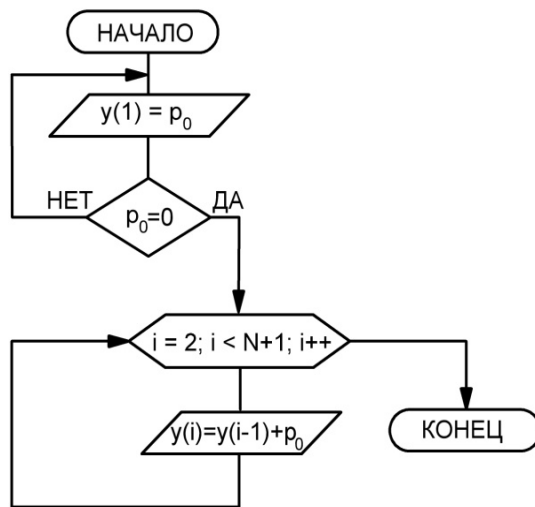 НАЧАЛО
y(1) = p₀
НЕТ
p₀=0
ДА
i = 2; i < N+1; i++
y(i)=y(i-1)+p₀
КОНЕЦ